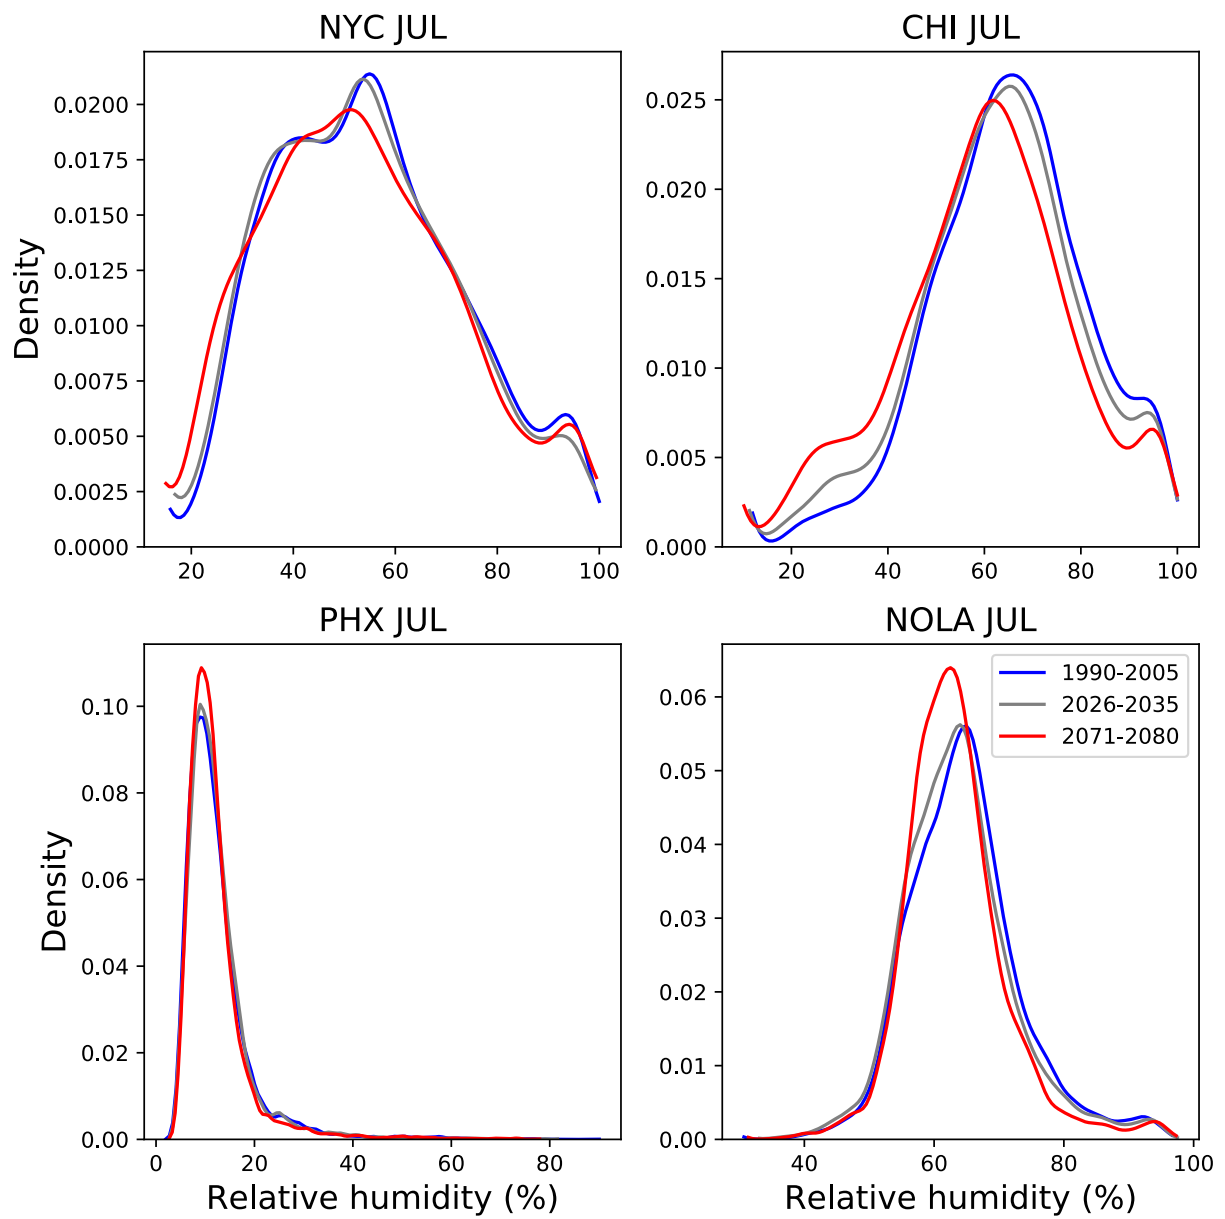 NYC JUL
CHI JUL
Density
0.0200
0.0175
0.0150
0.0125
0.0100
0.0075
0.0050
0.0025
0.0000
20 40 60 80 100
0.025
0.020
0.015
0.010
0.005
0.000
20 40 60 80 100
PHX JUL
NOLA JUL
Density
0.10
0.08
0.06
0.04
0.02
0.00
0 20 40 60 80
Relative humidity (%)
0.06
0.05
0.04
0.03
0.02
0.01
0.00
1990-2005
2026-2035
2071-2080
40 60 80 100
Relative humidity (%)